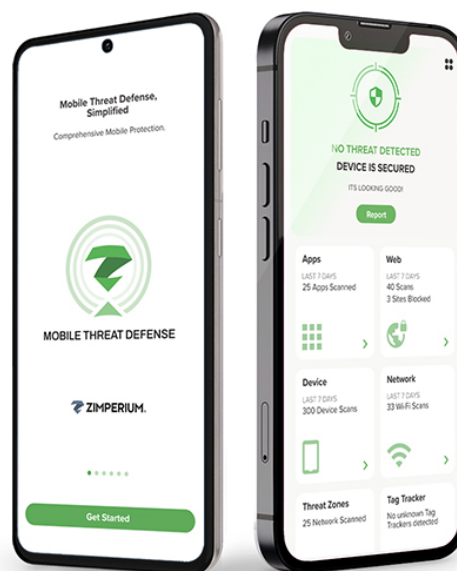 Mobile Threat Defense,
Simplified
Comprehensive Mobile Protection.
MOBILE THREAT DEFENSE
ZIMPERIUM.
Get Started
NO THREAT DETECTED
DEVICE IS SECURED
ITS LOOKING GOOD!
Report
Apps
LAST 7 DAYS
25 Apps Scanned
Web
LAST 7 DAYS
40 Scans
3 Sites Blocked
Device
LAST 7 DAYS
300 Device Scans
Network
LAST 7 DAYS
33 Wi-Fi Scans
Threat Zones
25 Network Scanned
Tag Tracker
No unknown Tag
Trackers detected